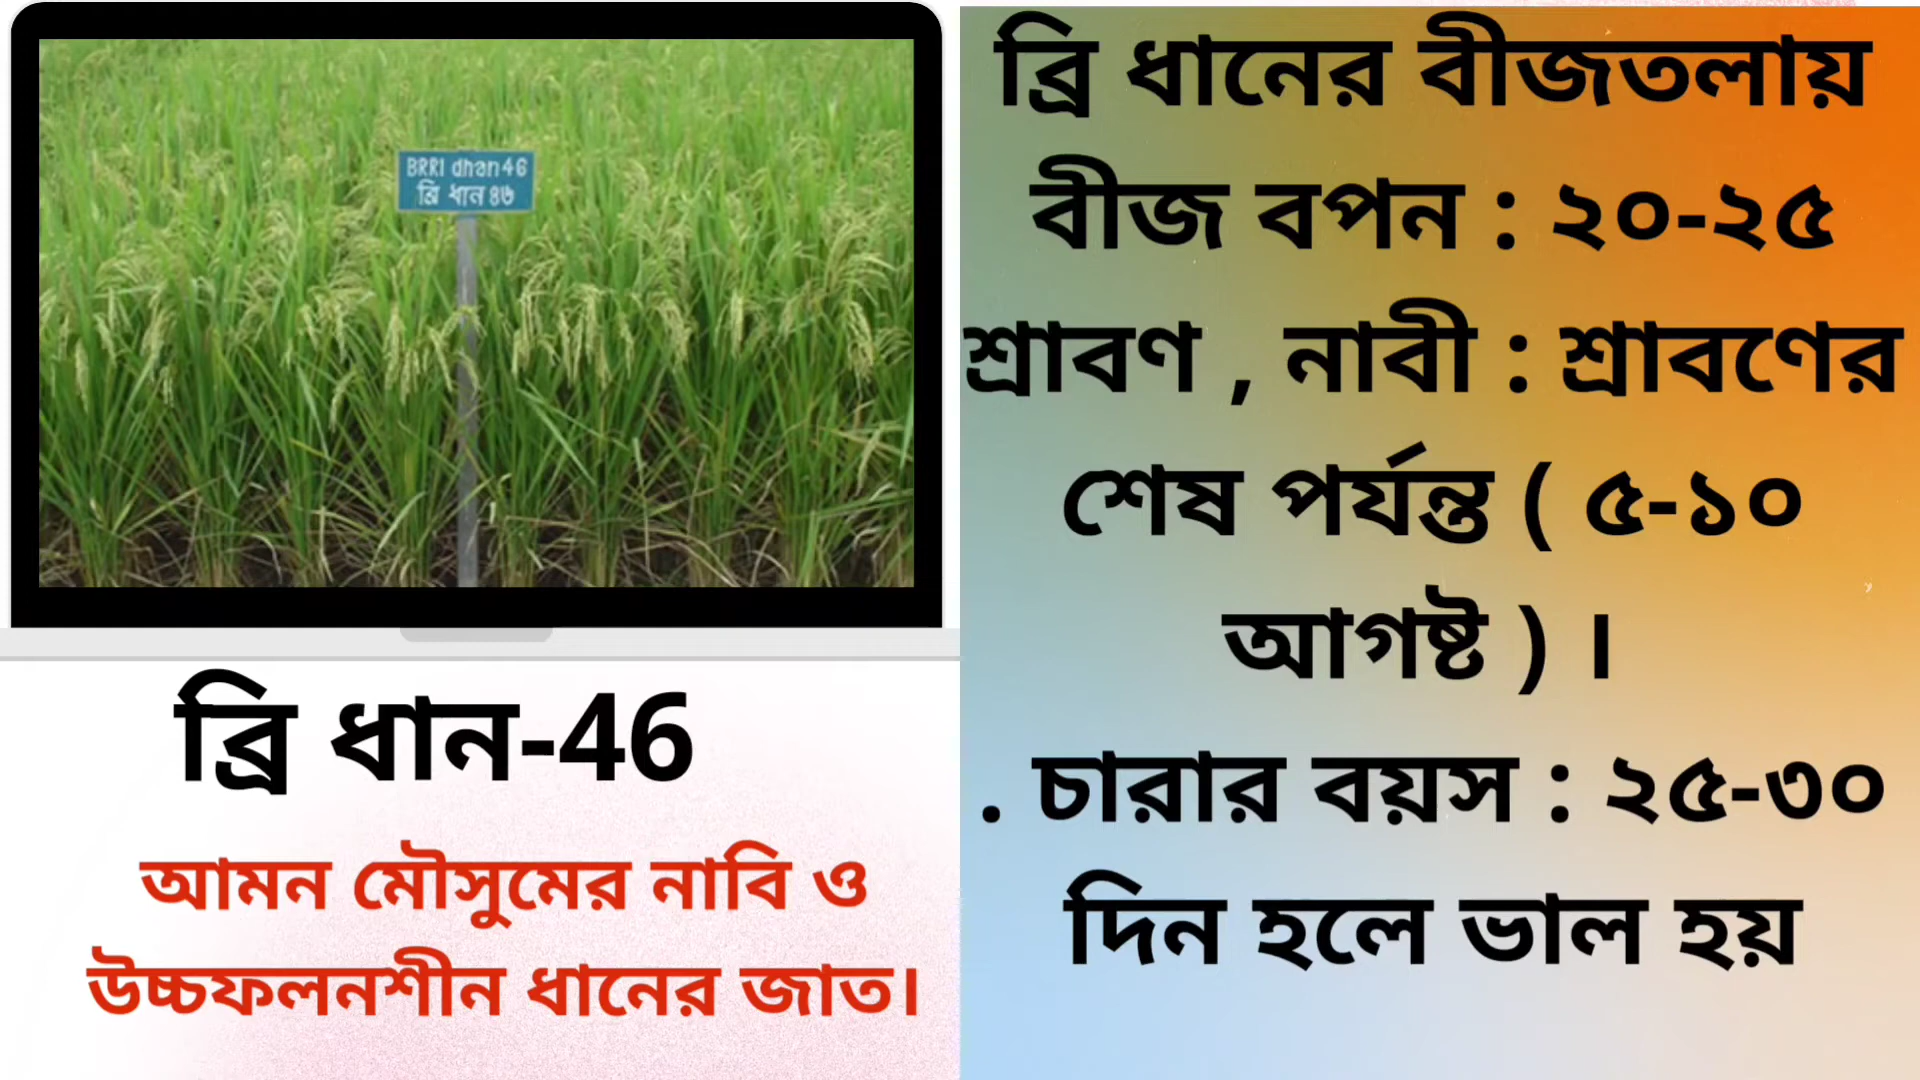 BRRI dhan46
ব্রি ধান ৪৬
ব্রি ধান-46
আমন মৌসুমের নাবি ও
উচ্চফলনশীন ধানের জাত।
ব্রি ধানের বীজতলায়
বীজ বপন : ২০-২৫
শ্রাবণ , নাবী : শ্রাবণের
শেষ পর্যন্ত ( ৫-১০
আগষ্ট ) ।
. চারার বয়স : ২৫-৩০
দিন হলে ভাল হয়